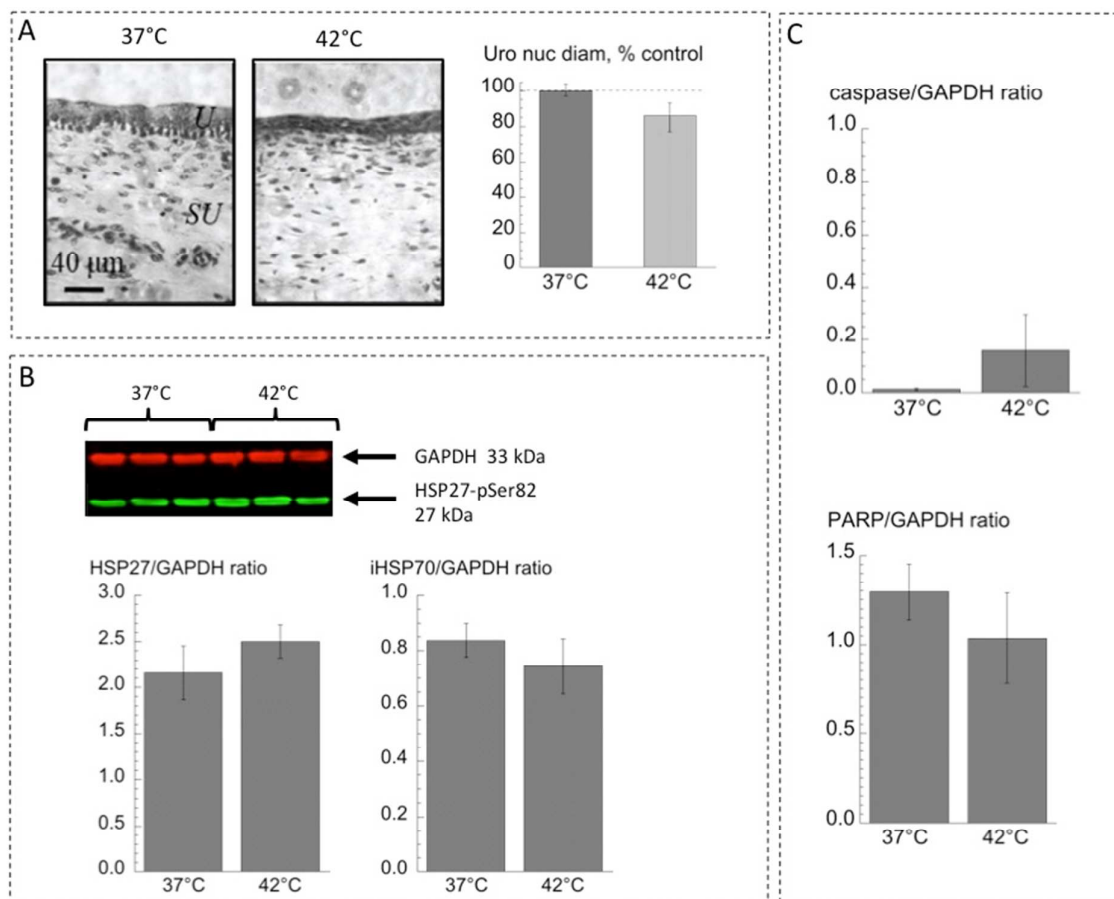 A
37°C
42°C
U
SU
40 µm
Uro nuc diam, % control
100
80
60
40
20
0
37°C
42°C
B
37°C
42°C
GAPDH 33 kDa
HSP27-pSer82
27 kDa
HSP27/GAPDH ratio
3.0
2.5
2.0
1.5
1.0
0.5
0.0
37°C
42°C
iHSP70/GAPDH ratio
1.0
0.8
0.6
0.4
0.2
0.0
37°C
42°C
C
caspase/GAPDH ratio
1.0
0.8
0.6
0.4
0.2
0.0
37°C
42°C
PARP/GAPDH ratio
1.5
1.0
0.5
0.0
37°C
42°C